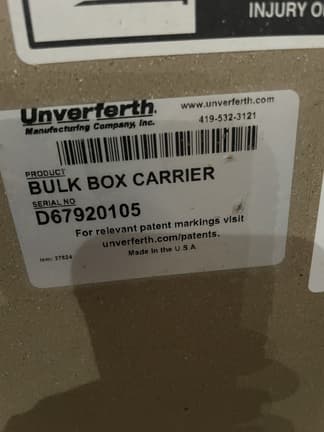 INJURY O
Unverferth.
www.unverferth.com
Manufacturing Company, Inc.
419-532-3121
PRODUCT
BULK BOX CARRIER
SERIAL NO
D67920105
For relevant patent markings visit
unverferth.com/patents.
Made in the U.S.A.